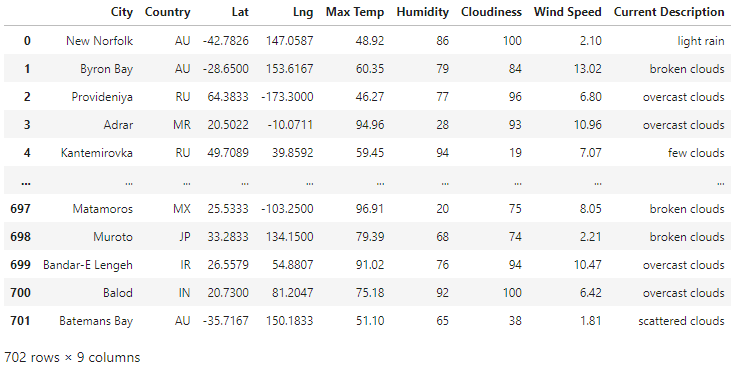 City Country Lat Lng Max Temp Humidity Cloudiness Wind Speed Current Description
0 New Norfolk AU -42.7826 147.0587 48.92 86 100 2.10 light rain
1 Byron Bay AU -28.6500 153.6167 60.35 79 84 13.02 broken clouds
2 Provideniya RU 64.3833 -173.3000 46.27 77 96 6.80 overcast clouds
3 Adrar MR 20.5022 -10.0711 94.96 28 93 10.96 overcast clouds
4 Kantemirovka RU 49.7089 39.8592 59.45 94 19 7.07 few clouds
... ... ... ... ... ... ... ... ... ...
697 Matamoros MX 25.5333 -103.2500 96.91 20 75 8.05 broken clouds
698 Muroto JP 33.2833 134.1500 79.39 68 74 2.21 broken clouds
699 Bandar-E Lengeh IR 26.5579 54.8807 91.02 76 94 10.47 overcast clouds
700 Balod IN 20.7300 81.2047 75.18 92 100 6.42 overcast clouds
701 Batemans Bay AU -35.7167 150.1833 51.10 65 38 1.81 scattered clouds
702 rows × 9 columns